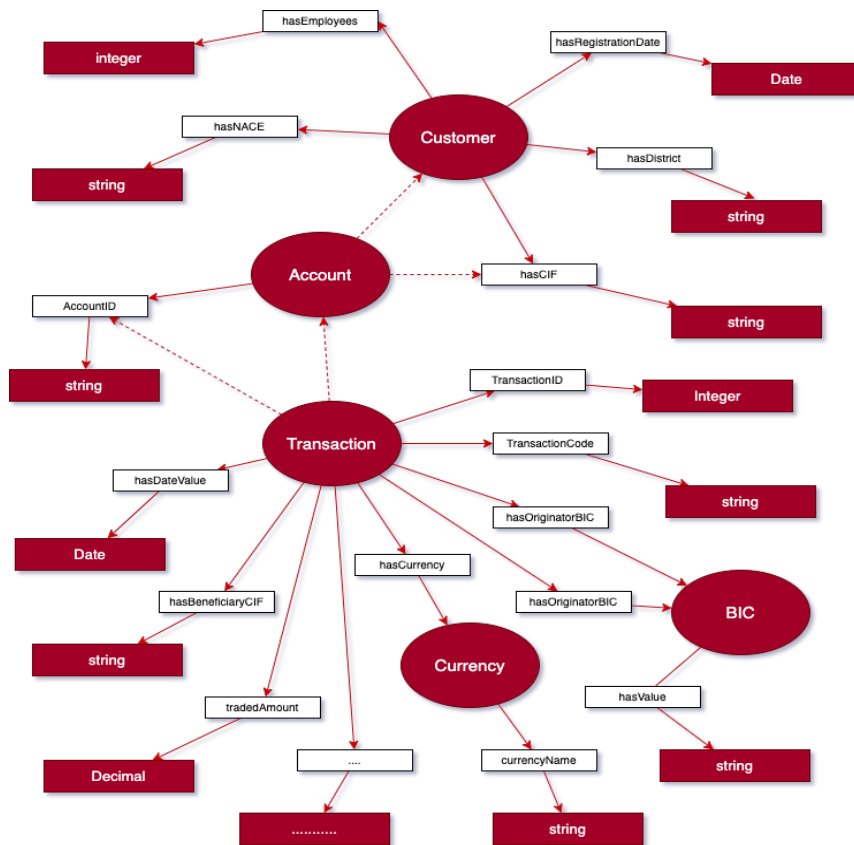 hasEmployees
hasRegistrationDate
integer
Date
hasNACE
Customer
hasDistrict
string
string
Account
hasCIF
AccountID
string
string
TransactionID
Integer
Transaction
TransactionCode
hasDateValue
string
hasOriginatorBIC
Date
hasCurrency
hasBeneficiaryCIF
hasOriginatorBIC
BIC
string
Currency
hasValue
tradedAmount
....
currencyName
string
Decimal
...........
string